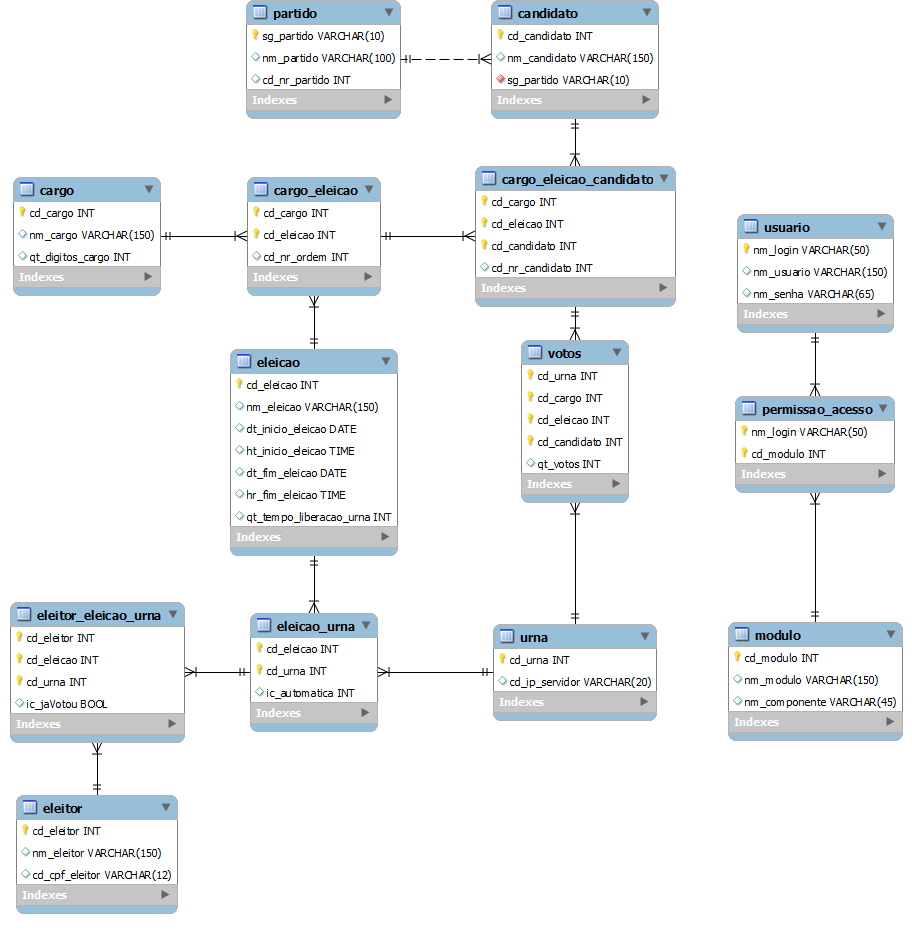 partido
sg_partido VARCHAR(10)
nm_partido VARCHAR(100)
cd_nr_partido INT
Indexes
candidato
cd_candidato INT
nm_candidato VARCHAR(150)
sg_partido VARCHAR(10)
Indexes
cargo
cd_cargo INT
nm_cargo VARCHAR(150)
qt_digitos_cargo INT
Indexes
cargo_eleicao
cd_cargo INT
cd_eleicao INT
cd_nr_ordem INT
Indexes
cargo_eleicao_candidato
cd_cargo INT
cd_eleicao INT
cd_candidato INT
cd_nr_candidato INT
Indexes
usuario
nm_login VARCHAR(50)
nm_usuario VARCHAR(150)
nm_senha VARCHAR(65)
Indexes
eleicao
cd_eleicao INT
nm_eleicao VARCHAR(150)
dt_inicio_eleicao DATE
ht_inicio_eleicao TIME
dt_fim_eleicao DATE
hr_fim_eleicao TIME
qt_tempo_liberacao_urna INT
Indexes
votos
cd_urna INT
cd_cargo INT
cd_eleicao INT
cd_candidato INT
qt_votos INT
Indexes
permissao_acesso
nm_login VARCHAR(50)
cd_modulo INT
Indexes
eleitor_eleicao_urna
cd_eleitor INT
cd_eleicao INT
cd_urna INT
ic_jaVotou BOOL
Indexes
eleicao_urna
cd_eleicao INT
cd_urna INT
ic_automatica INT
Indexes
urna
cd_urna INT
cd_ip_servidor VARCHAR(20)
Indexes
modulo
cd_modulo INT
nm_modulo VARCHAR(150)
nm_componente VARCHAR(45)
Indexes
eleitor
cd_eleitor INT
nm_eleitor VARCHAR(150)
cd_cpf_eleitor VARCHAR(12)
Indexes